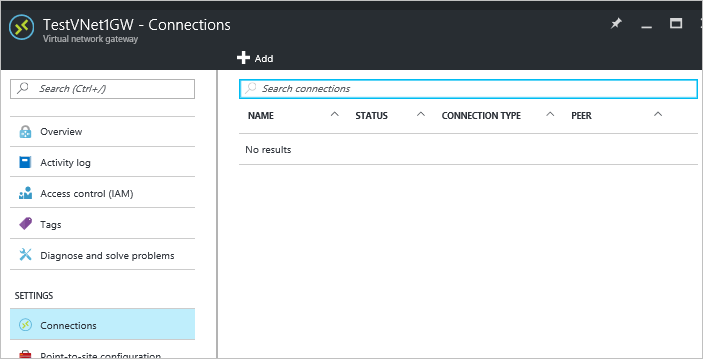 TestVNet1GW - Connections
Virtual network gateway
Add
Search (Ctrl+/)
Search connections
NAME STATUS CONNECTION TYPE PEER
No results
Overview
Activity log
Access control (IAM)
Tags
Diagnose and solve problems
SETTINGS
Connections
Point-to-site configuration